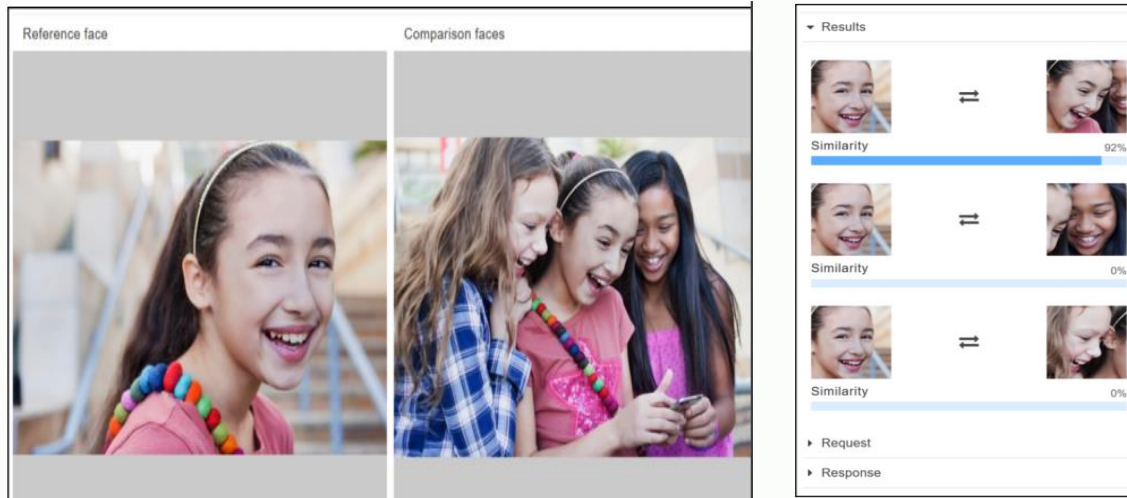 Reference face
Comparison faces
Results
Similarity
92%
Similarity
0%
Similarity
0%
Request
Response